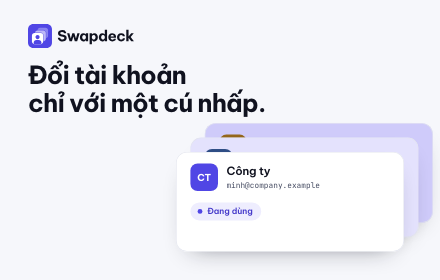 Swapdeck
Đổi tài khoản
chỉ với một cú nhấp.
CT
Công ty
minh@company.example
Đang dùng